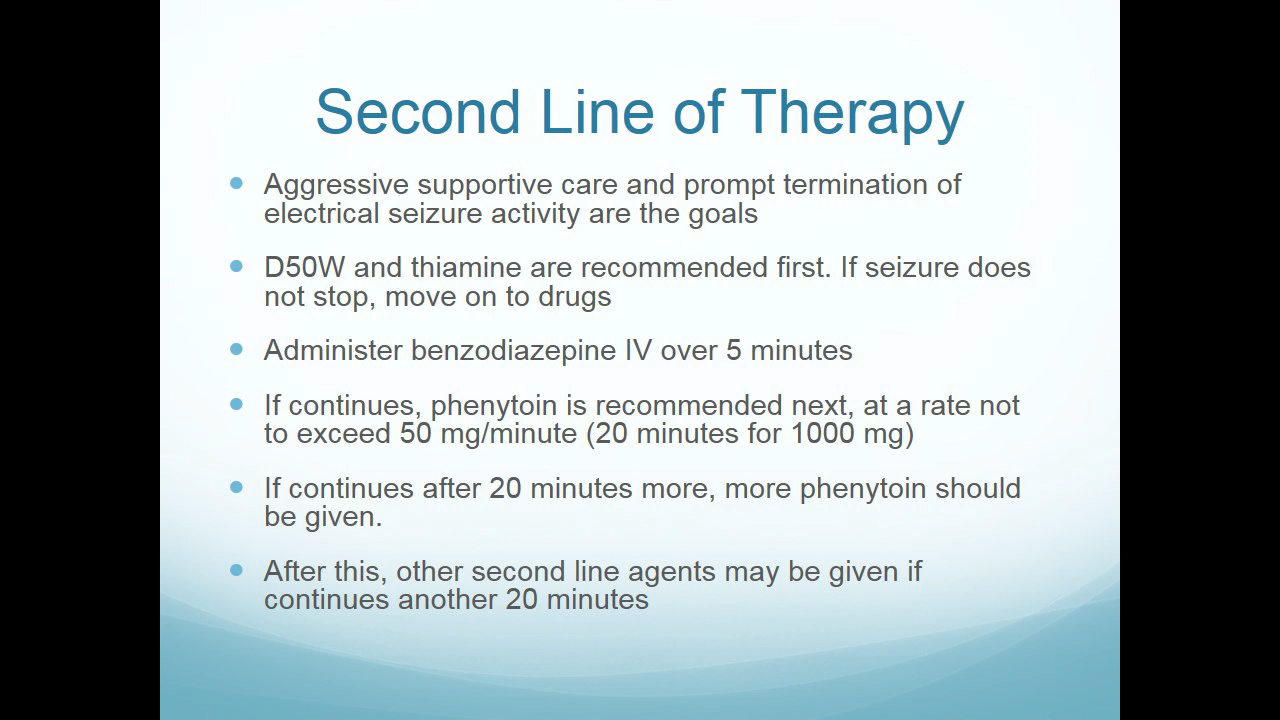 Second Line of Therapy
Aggressive supportive care and prompt termination of
electrical seizure activity are the goals
D50W and thiamine are recommended first. If seizure does
not stop, move on to drugs
Administer benzodiazepine IV over 5 minutes
If continues, phenytoin is recommended next, at a rate not
to exceed 50 mg/minute (20 minutes for 1000 mg)
If continues after 20 minutes more, more phenytoin should
be given.
After this, other second line agents may be given if
continues another 20 minutes